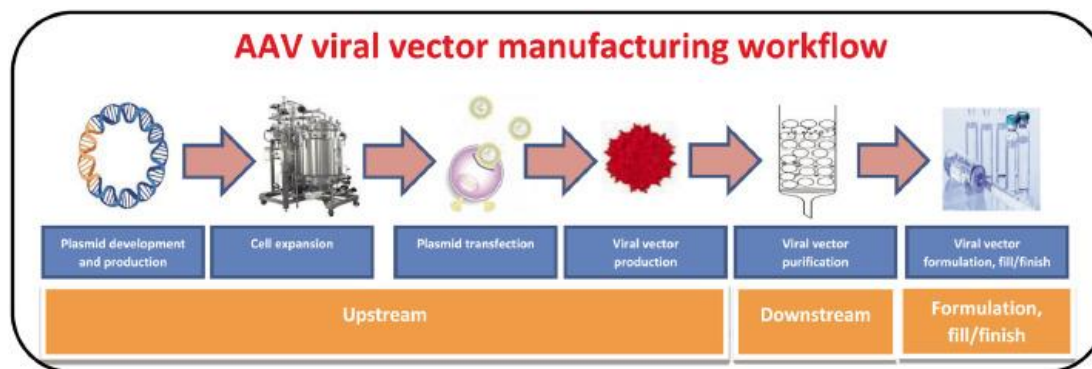 AAV viral vector manufacturing workflow
Plasmid development
and production
Cell expansion
Plasmid transfection
Viral vector
production
Viral vector
purification
Viral vector
formulation, fill/finish
Upstream
Downstream
Formulation,
fill/finish